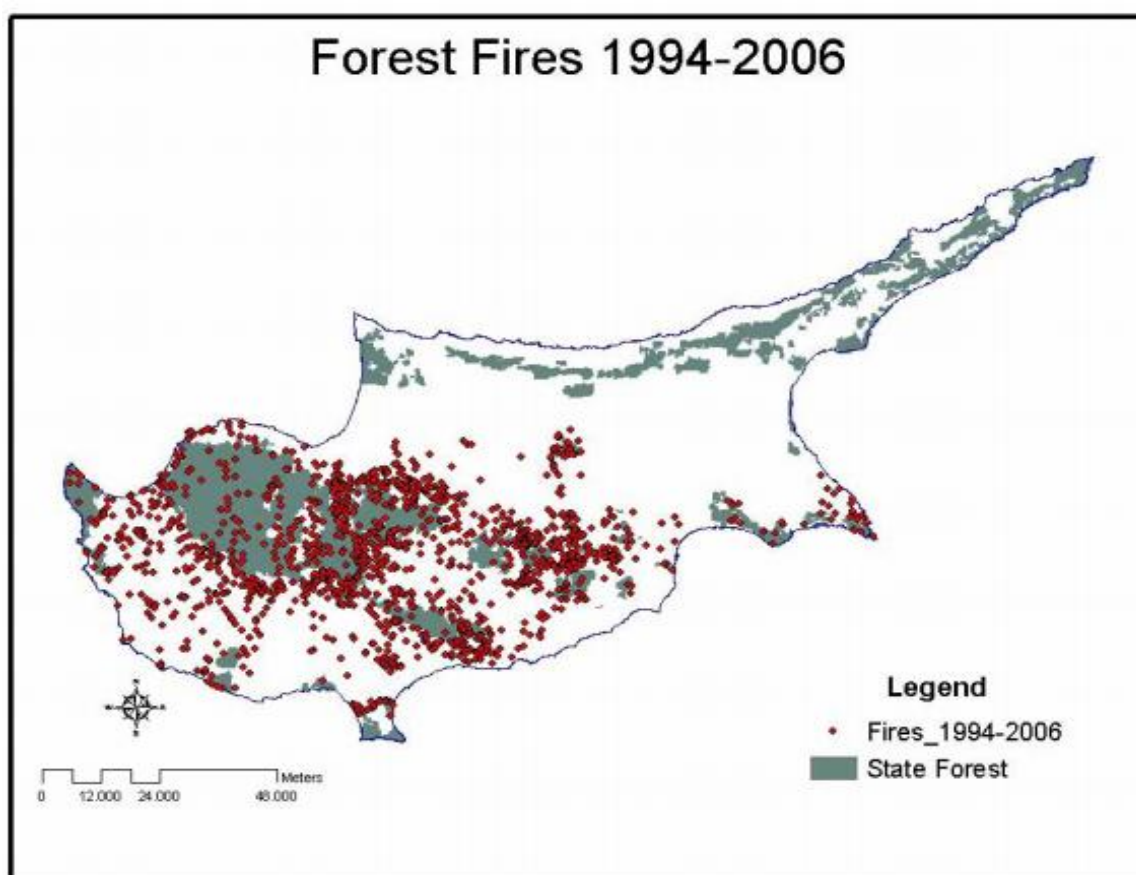 Forest Fires 1994-2006
N
W
S
Legend
Fires_1994-2006
State Forest
Meters
0 12.000 24.000 48.000